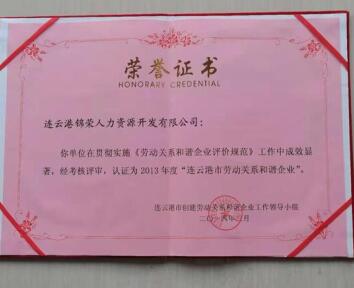 荣誉证书
HONORARY CREDENTIAL
连云港锦荣人力资源开发有限公司：
你单位在贯彻实施《劳动关系和谐企业评价规范》工作中成效显
著，经考核评审，认证为2013年度“连云港市劳动关系和谐企业”。
连云港市创建劳动关系和谐企业工作领导小组
二〇一四年二月